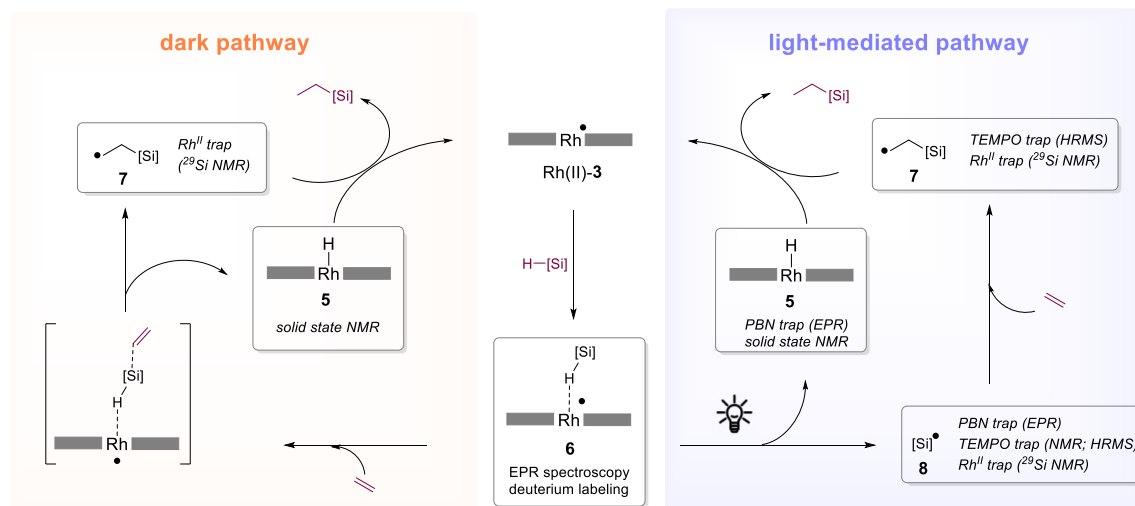 dark pathway
[Si]
•
[Si]
7
Rh^II trap
(^29Si NMR)
H
Rh
5
solid state NMR
[Si]
H
Rh
•
•
Rh
Rh(II)-3
H—[Si]
[Si]
H
•
Rh
6
EPR spectroscopy
deuterium labeling
light-mediated pathway
[Si]
•
[Si]
7
TEMPO trap (HRMS)
Rh^II trap (^29Si NMR)
H
Rh
5
PBN trap (EPR)
solid state NMR
[Si]•
8
PBN trap (EPR)
TEMPO trap (NMR; HRMS)
Rh^II trap (^29Si NMR)